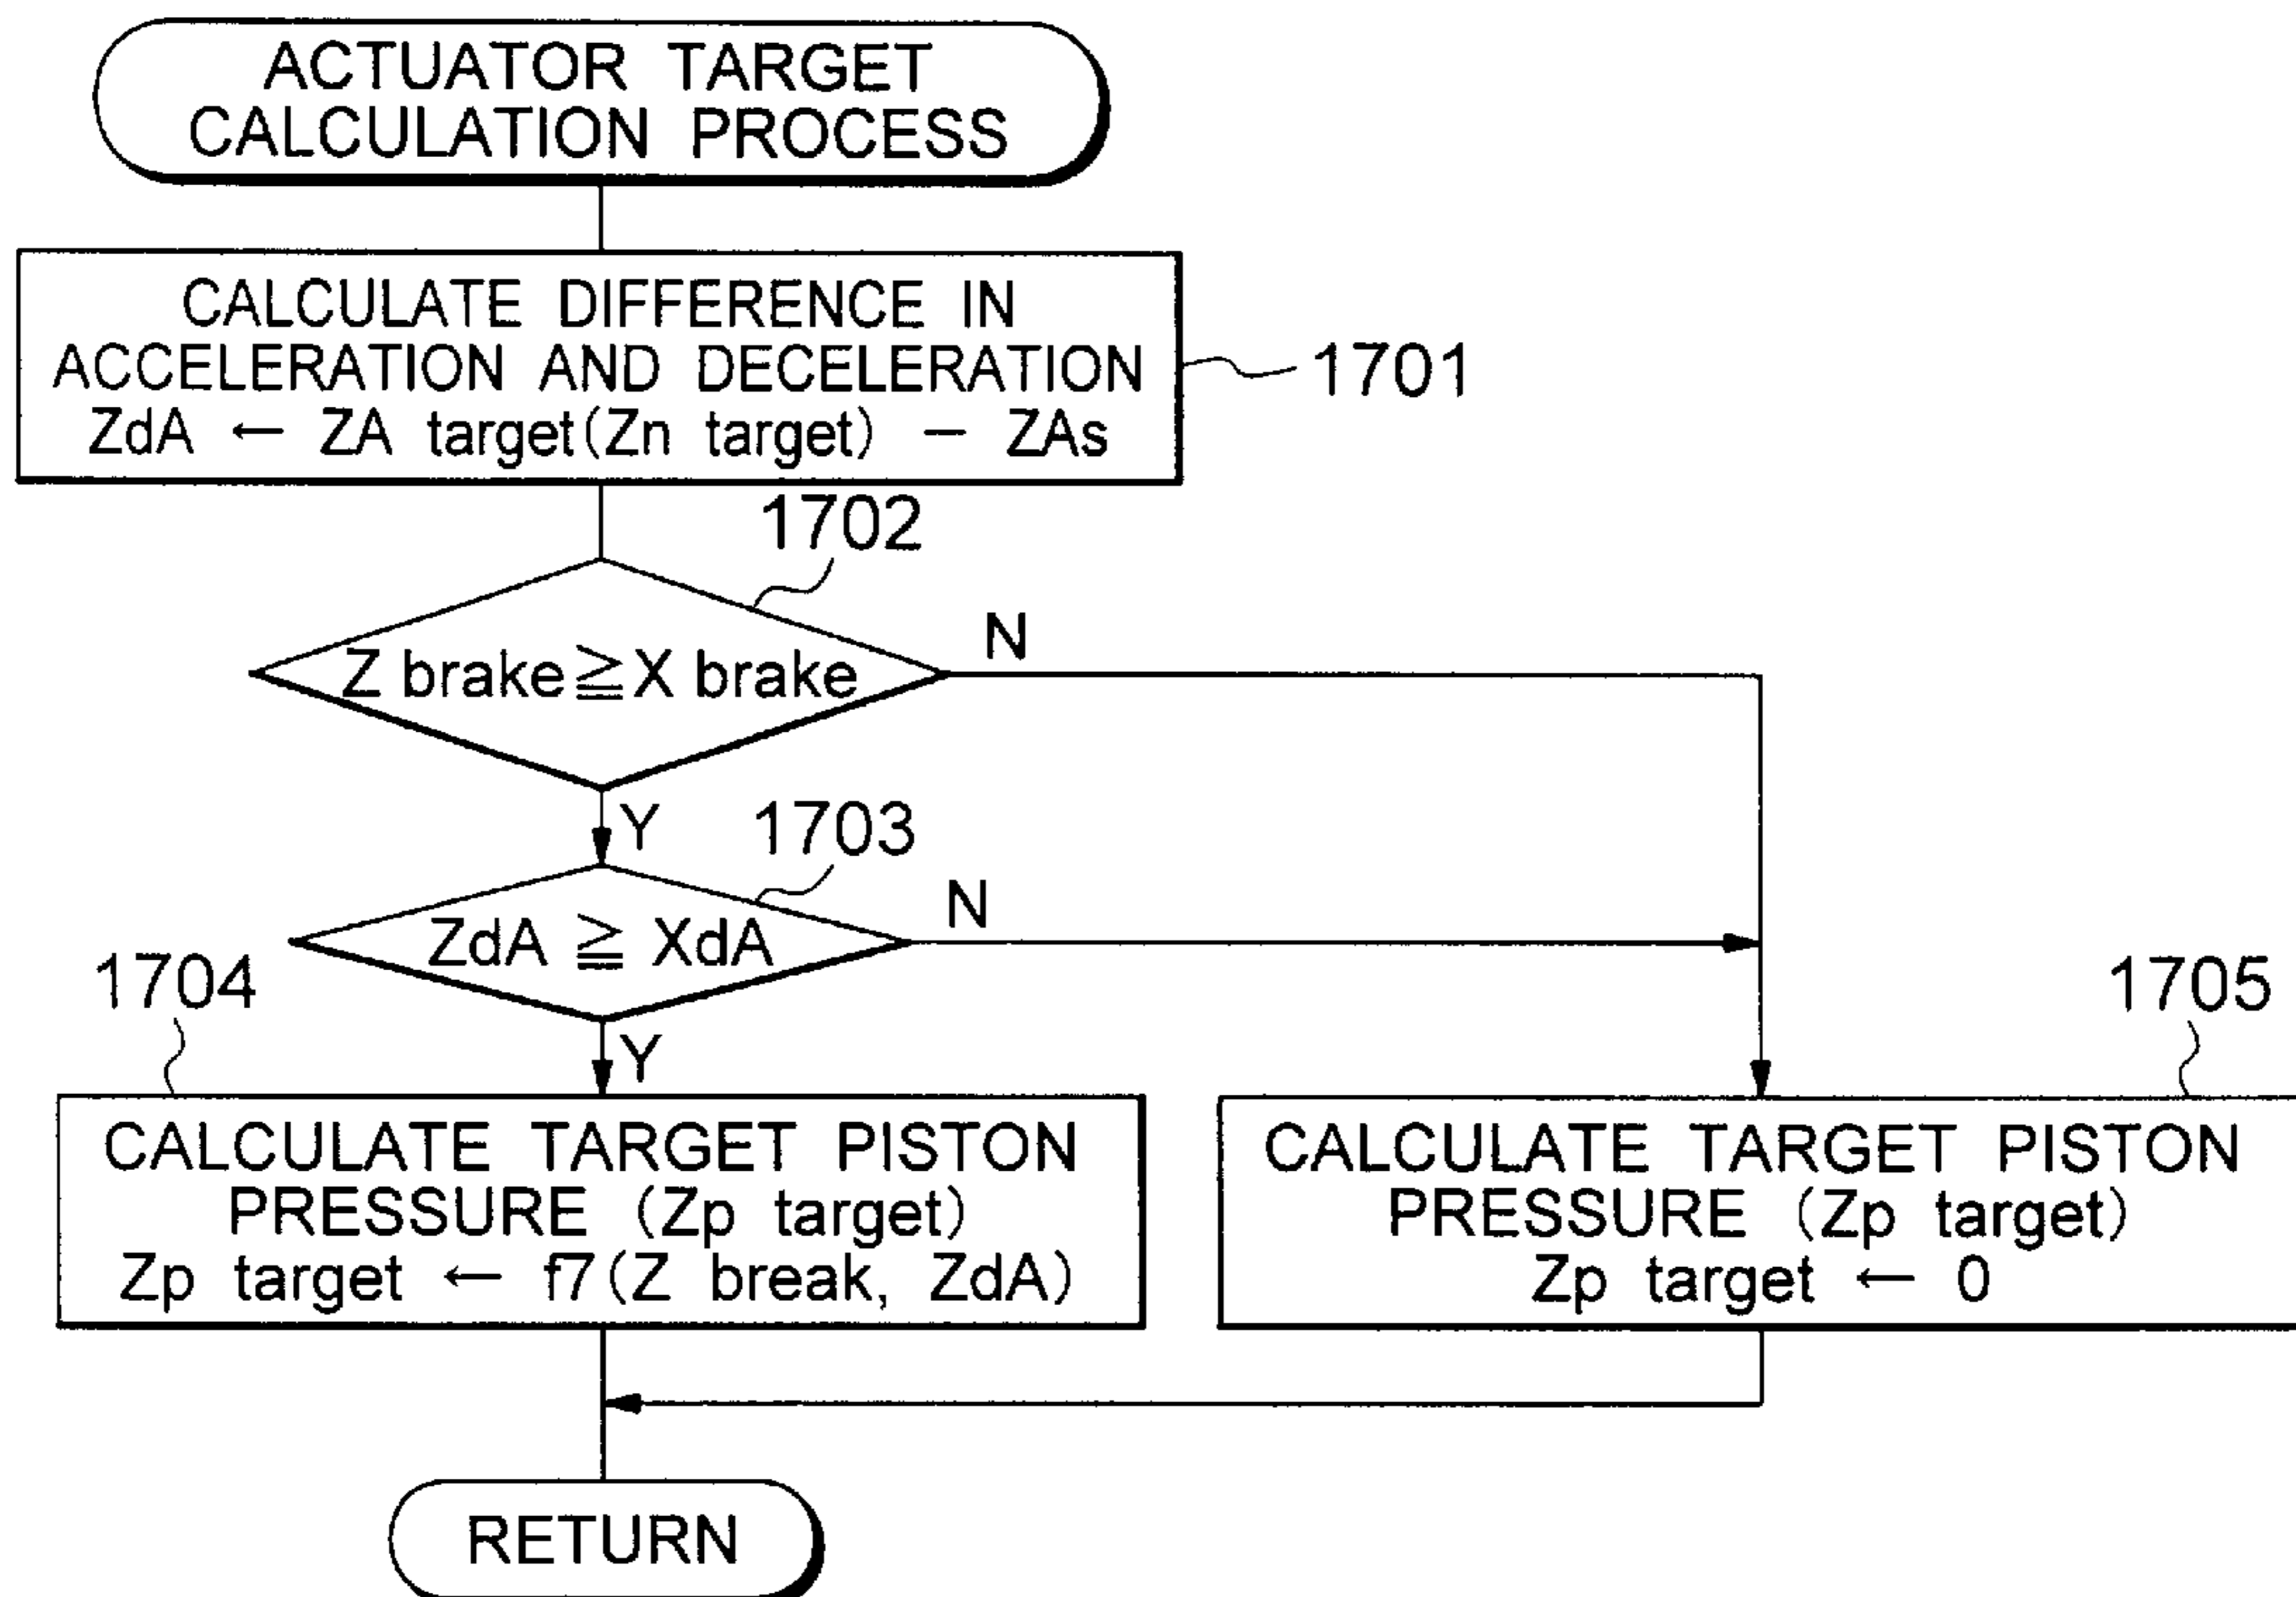 ACTUATOR TARGET
CALCULATION PROCESS
CALCULATE DIFFERENCE IN
ACCELERATION AND DECELERATION
ZdA ← ZA target(Zn target) − ZAs
1701
1702
Z brake≧X brake
N
Y
1703
ZdA ≧ XdA
N
Y
1704
CALCULATE TARGET PISTON
PRESSURE (Zp target)
Zp target ← f7(Z break, ZdA)
1705
CALCULATE TARGET PISTON
PRESSURE (Zp target)
Zp target ← 0
RETURN